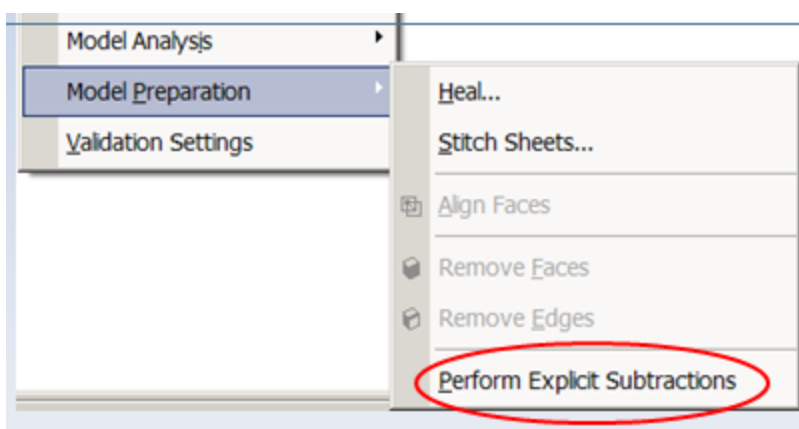 Model Analysis
Model Preparation
Validation Settings
Heal...
Stitch Sheets...
Align Faces
Remove Faces
Remove Edges
Perform Explicit Subtractions